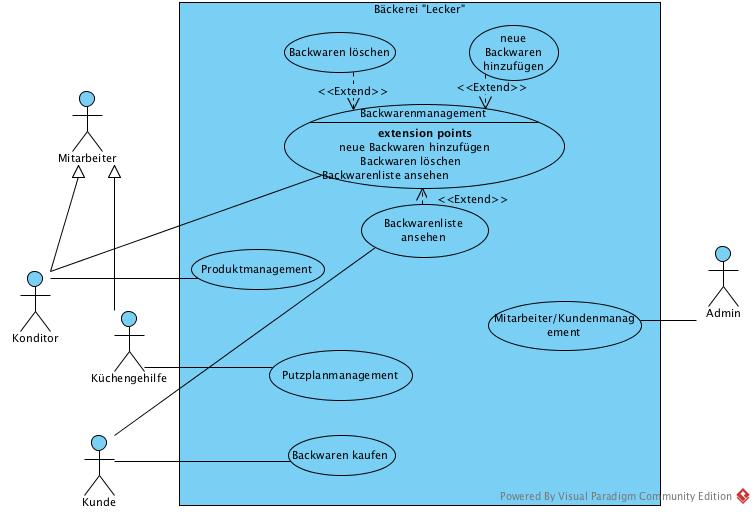 Bäckerei "Lecker"
Backwaren löschen
neue
Backwaren
hinzufügen
<<Extend>>
<<Extend>>
Backwarenmanagement
extension points
neue Backwaren hinzufügen
Backwaren löschen
Backwarenliste ansehen
Mitarbeiter
<<Extend>>
Backwarenliste
ansehen
Produktmanagement
Konditor
Admin
Mitarbeiter/Kundenmanag
ement
Küchengehilfe
Putzplanmanagement
Backwaren kaufen
Kunde
Powered By Visual Paradigm Community Edition